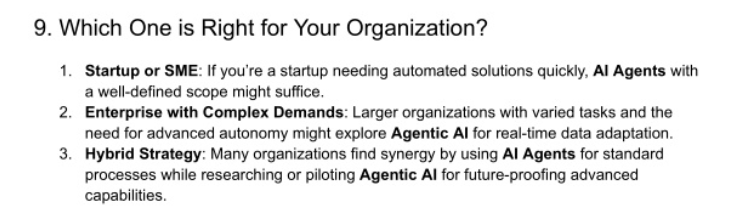 9. Which One is Right for Your Organization?
1. Startup or SME: If you're a startup needing automated solutions quickly, AI Agents with
a well-defined scope might suffice.
2. Enterprise with Complex Demands: Larger organizations with varied tasks and the
need for advanced autonomy might explore Agentic AI for real-time data adaptation.
3. Hybrid Strategy: Many organizations find synergy by using AI Agents for standard
processes while researching or piloting Agentic AI for future-proofing advanced
capabilities.